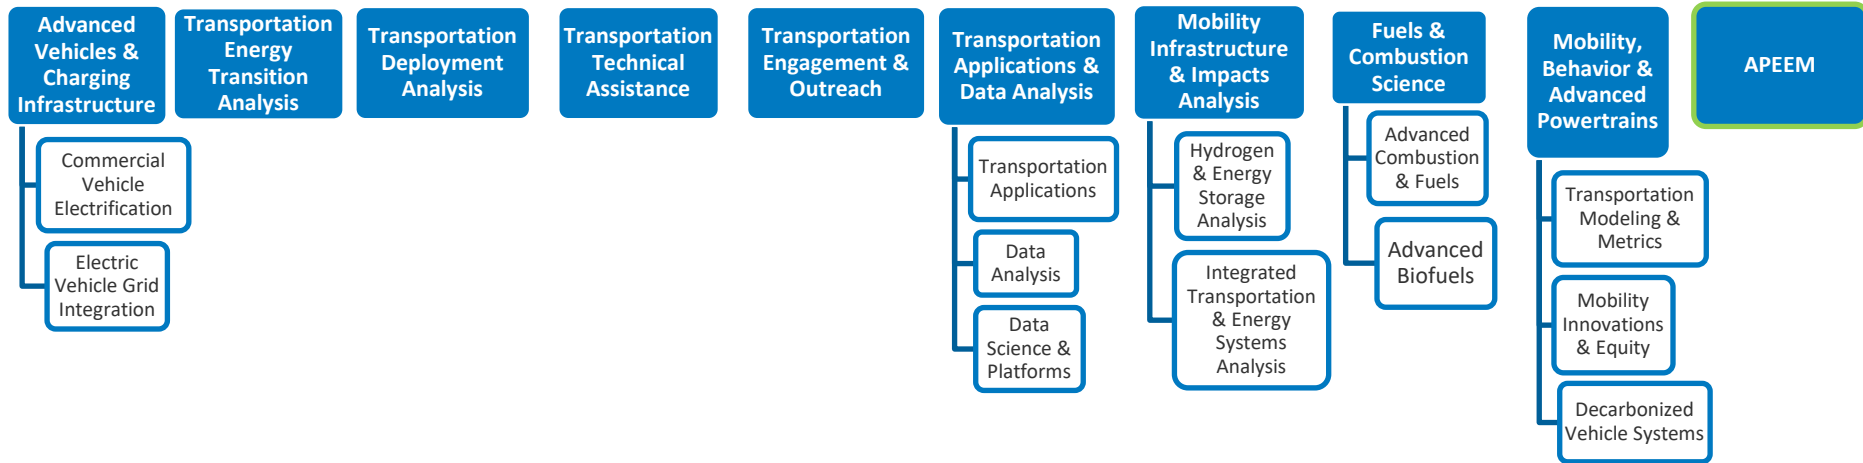 Advanced
Vehicles &
Charging
Infrastructure
Commercial
Vehicle
Electrification
Electric
Vehicle Grid
Integration
Transportation
Energy
Transition
Analysis
Transportation
Deployment
Analysis
Transportation
Technical
Assistance
Transportation
Engagement &
Outreach
Transportation
Applications &
Data Analysis
Transportation
Applications
Data
Analysis
Data
Science &
Platforms
Mobility
Infrastructure
& Impacts
Analysis
Hydrogen
& Energy
Storage
Analysis
Integrated
Transportation
& Energy
Systems
Analysis
Fuels &
Combustion
Science
Advanced
Combustion
& Fuels
Advanced
Biofuels
Mobility,
Behavior &
Advanced
Powertrains
Transportation
Modeling &
Metrics
Mobility
Innovations
& Equity
Decarbonized
Vehicle Systems
APEEM